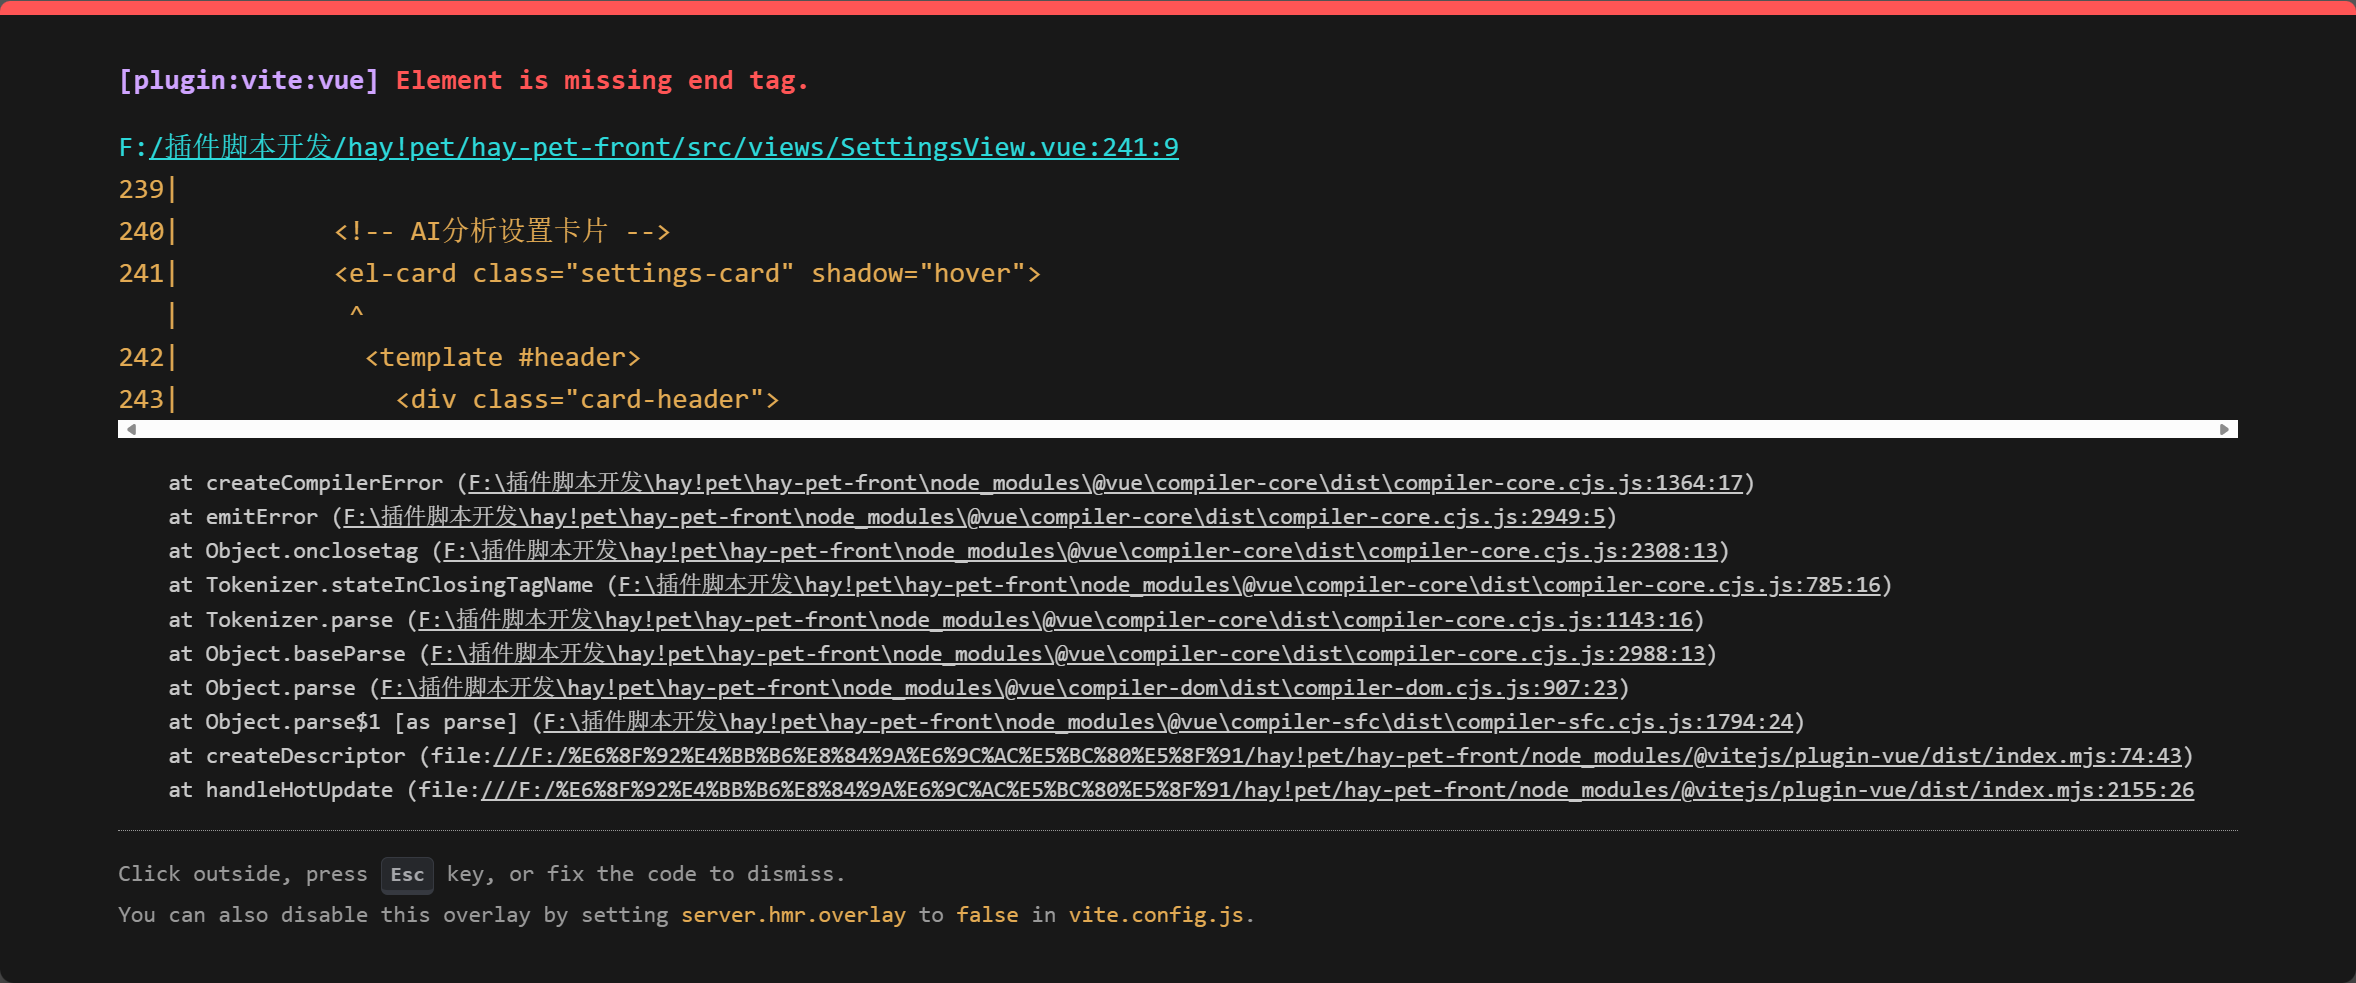 [plugin:vite:vue] Element is missing end tag.
F:/插件脚本开发/hay!pet/hay-pet-front/src/views/SettingsView.vue:241:9
239|
240|          <!-- AI分析设置卡片 -->
241|          <el-card class="settings-card" shadow="hover">
   |           ^
242|            <template #header>
243|              <div class="card-header">
at createCompilerError (F:\插件脚本开发\hay!pet\hay-pet-front\node_modules\@vue\compiler-core\dist\compiler-core.cjs.js:1364:17)
at emitError (F:\插件脚本开发\hay!pet\hay-pet-front\node_modules\@vue\compiler-core\dist\compiler-core.cjs.js:2949:5)
at Object.onclosetag (F:\插件脚本开发\hay!pet\hay-pet-front\node_modules\@vue\compiler-core\dist\compiler-core.cjs.js:2308:13)
at Tokenizer.stateInClosingTagName (F:\插件脚本开发\hay!pet\hay-pet-front\node_modules\@vue\compiler-core\dist\compiler-core.cjs.js:785:16)
at Tokenizer.parse (F:\插件脚本开发\hay!pet\hay-pet-front\node_modules\@vue\compiler-core\dist\compiler-core.cjs.js:1143:16)
at Object.baseParse (F:\插件脚本开发\hay!pet\hay-pet-front\node_modules\@vue\compiler-core\dist\compiler-core.cjs.js:2988:13)
at Object.parse (F:\插件脚本开发\hay!pet\hay-pet-front\node_modules\@vue\compiler-dom\dist\compiler-dom.cjs.js:907:23)
at Object.parse$1 [as parse] (F:\插件脚本开发\hay!pet\hay-pet-front\node_modules\@vue\compiler-sfc\dist\compiler-sfc.cjs.js:1794:24)
at createDescriptor (file:///F:/%E6%8F%92%E4%BB%B6%E8%84%9A%E6%9C%AC%E5%BC%80%E5%8F%91/hay!pet/hay-pet-front/node_modules/@vitejs/plugin-vue/dist/index.mjs:74:43)
at handleHotUpdate (file:///F:/%E6%8F%92%E4%BB%B6%E8%84%9A%E6%9C%AC%E5%BC%80%E5%8F%91/hay!pet/hay-pet-front/node_modules/@vitejs/plugin-vue/dist/index.mjs:2155:26
Click outside, press Esc key, or fix the code to dismiss.
You can also disable this overlay by setting server.hmr.overlay to false in vite.config.js.